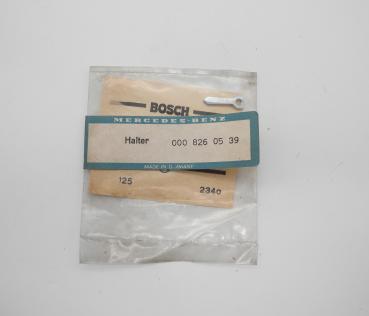 BOSCH
MERCEDES-BENZ
Halter 000 826 05 39
MADE IN GERMANY
125
2340